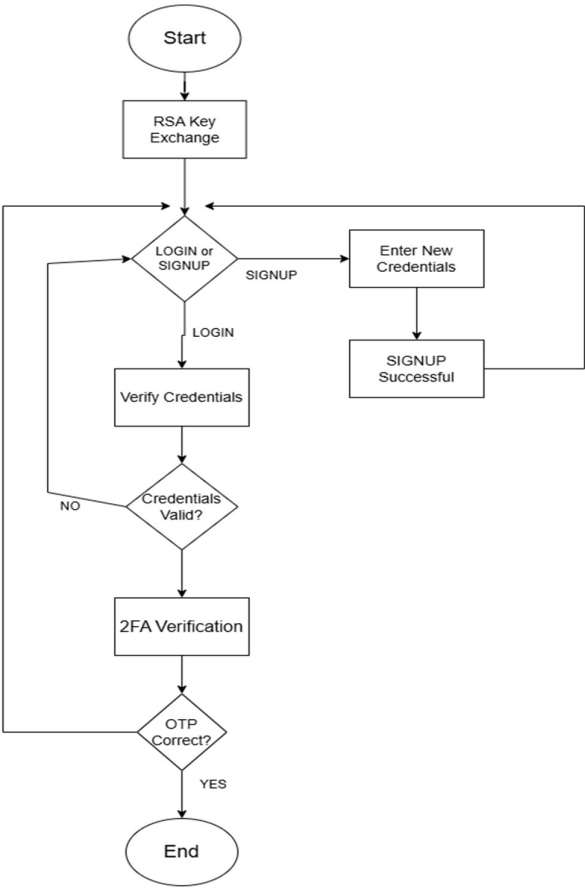 Start
RSA Key
Exchange
LOGIN or
SIGNUP
SIGNUP
Enter New
Credentials
LOGIN
SIGNUP
Successful
Verify Credentials
Credentials
Valid?
NO
2FA Verification
OTP
Correct?
YES
End